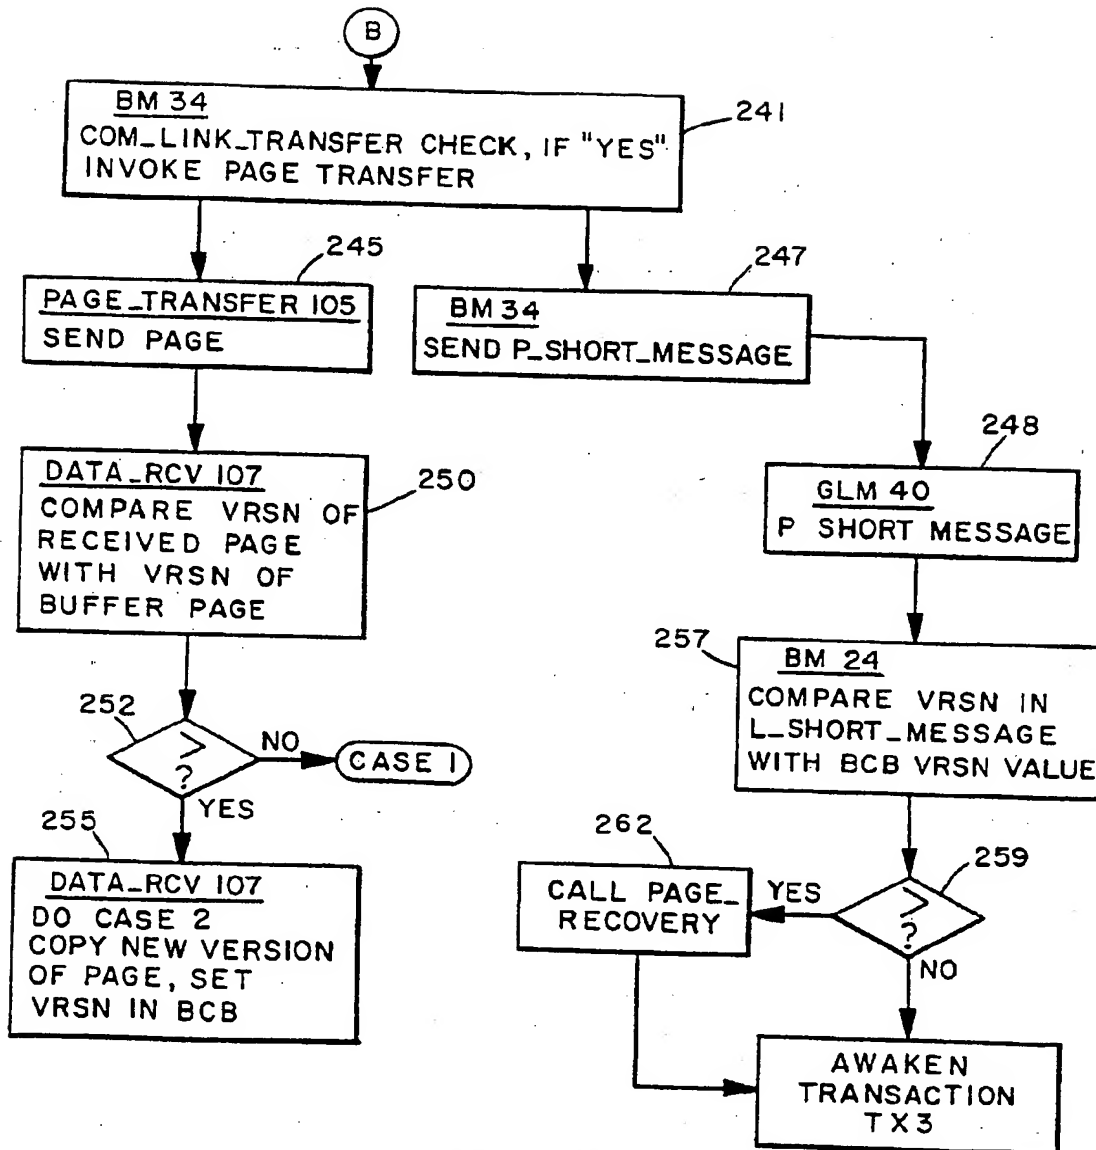 B
BM 34
COM_LINK_TRANSFER CHECK, IF "YES"
INVOKE PAGE TRANSFER
241
245
PAGE_TRANSFER 105
SEND PAGE
247
BM 34
SEND P_SHORT_MESSAGE
248
GLM 40
P SHORT MESSAGE
DATA_RCV 107
COMPARE VRSN OF
RECEIVED PAGE
WITH VRSN OF
BUFFER PAGE
250
257
BM 24
COMPARE VRSN IN
L_SHORT_MESSAGE
WITH BCB VRSN VALUE
252
>
?
NO
CASE 1
YES
255
DATA_RCV 107
DO CASE 2
COPY NEW VERSION
OF PAGE, SET
VRSN IN BCB
262
CALL PAGE_
RECOVERY
YES
259
>
?
NO
AWAKEN
TRANSACTION
TX3